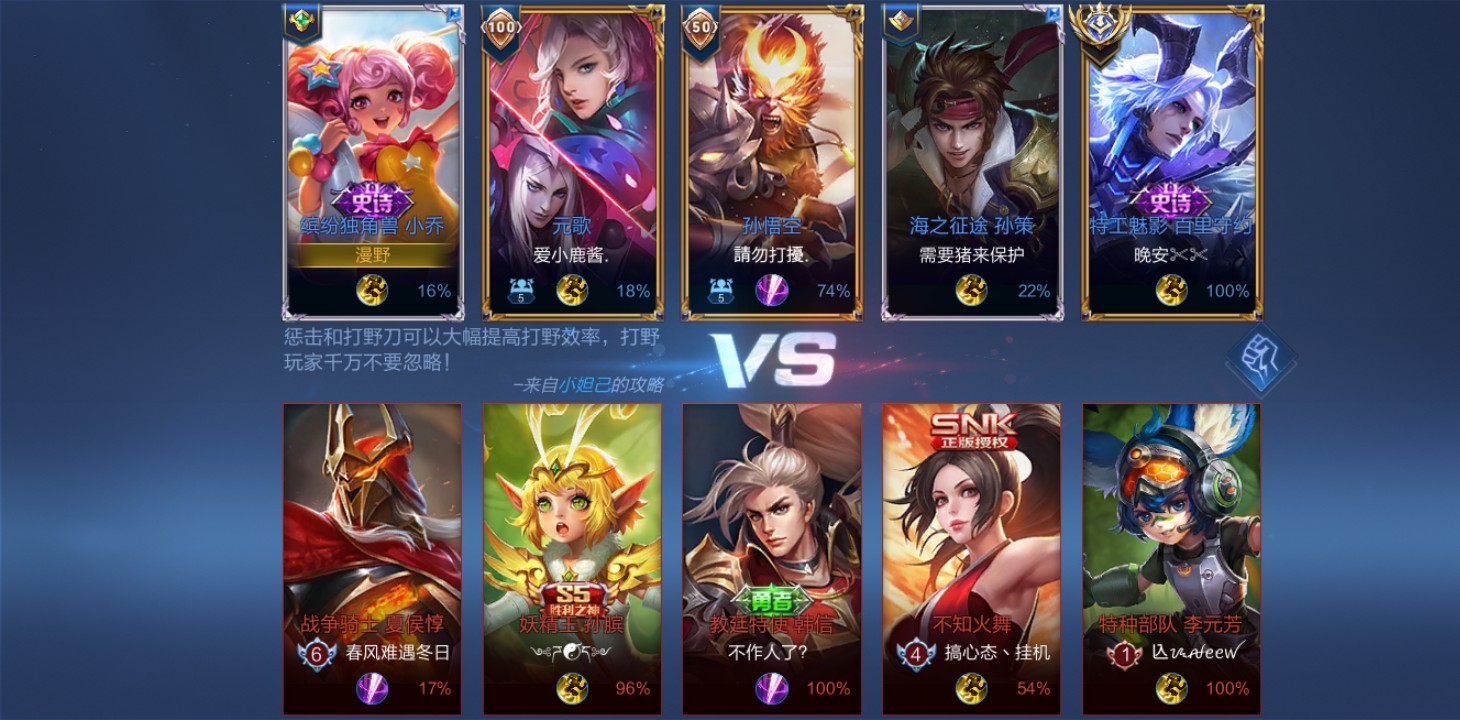 100
50
史诗
史诗
缤纷独角兽 小乔
元歌
孙悟空
海之征途 孙策
特工魅影 百里守约
漫野
爱小鹿酱.
請勿打擾.
需要猪来保护
晚安
16%
5
18%
5
74%
22%
100%
惩击和打野刀可以大幅提高打野效率，打野
玩家千万不要忽略！
–来自小妲己的攻略
VS
SNK
正版授权
S5
胜利之神
勇者
战争骑士 夏侯惇
妖精王 孙膑
教廷特使 韩信
不知火舞
特种部队 李元芳
6
春风难遇冬日
不作人了?
4
搞心态丶挂机
1
17%
96%
100%
54%
100%